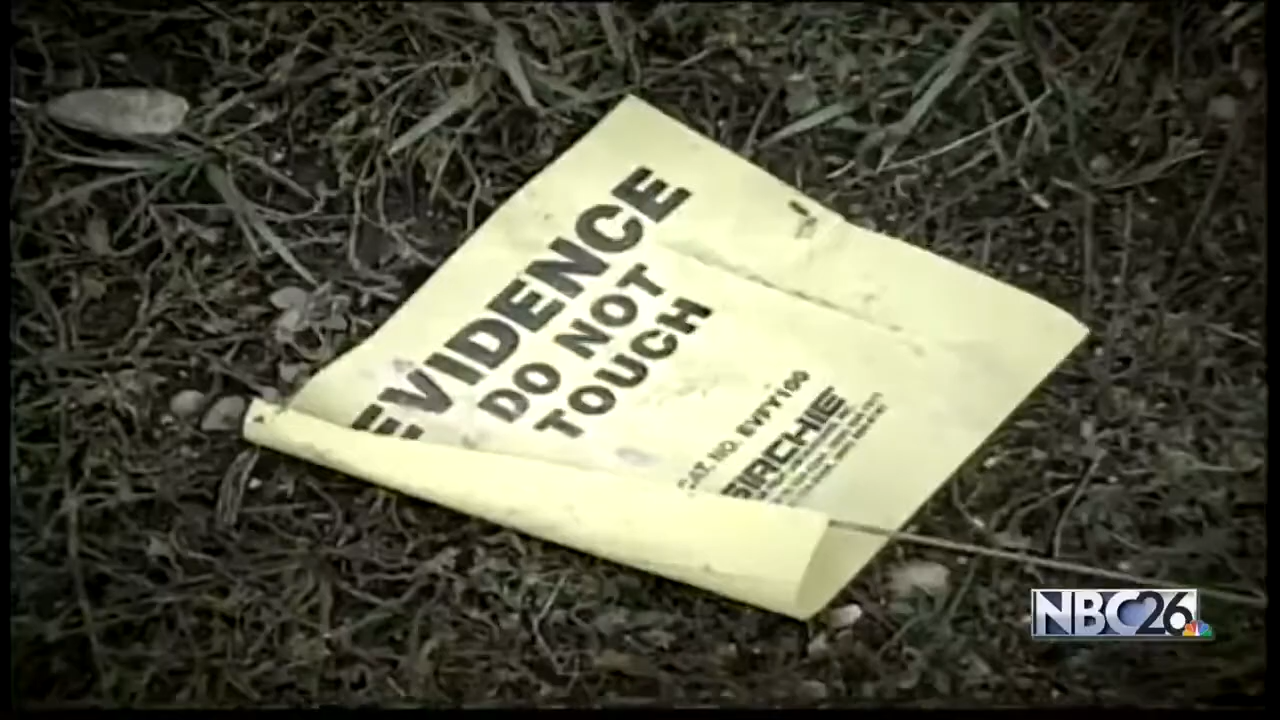 EVIDENCE
DO NOT
TOUCH
CAT. NO. EVFY100
SIRCHIE
NBC26